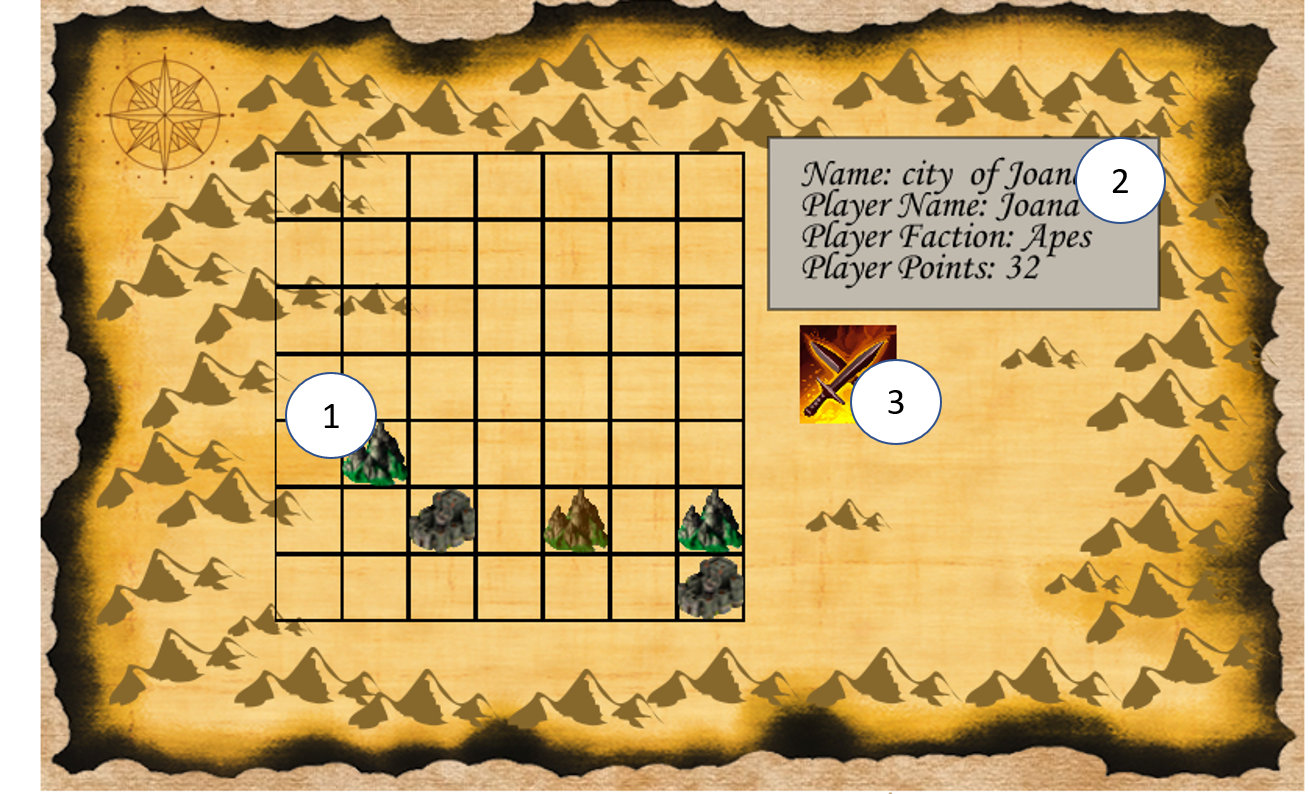 Name: city of Joana
Player Name: Joana
Player Faction: Apes
Player Points: 32
1
2
3